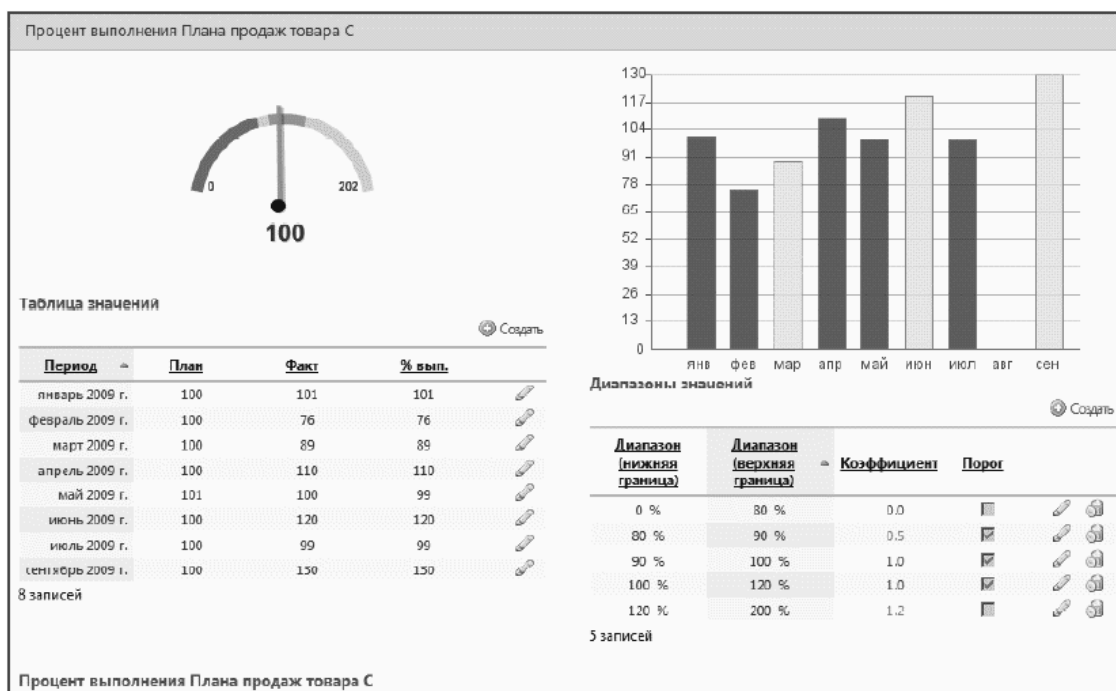 Процент выполнения Плана продаж товара С
0
202
100
Таблица значений
Создать
Период План Факт % вып.
январь 2009 г. 100 101 101
февраль 2009 г. 100 76 76
март 2009 г. 100 89 89
апрель 2009 г. 100 110 110
май 2009 г. 101 100 99
июнь 2009 г. 100 120 120
июль 2009 г. 100 99 99
сентябрь 2009 г. 100 130 130
8 записей
130
117
104
91
78
65
52
39
26
13
0
янв фев мар апр май июн июл авг сен
Диапазоны значений
Создать
Диапазон (нижняя граница) Диапазон (верхняя граница) Коэффициент Порог
0 % 80 % 0.0
80 % 90 % 0.5
90 % 100 % 1.0
100 % 120 % 1.0
120 % 200 % 1.2
5 записей
Процент выполнения Плана продаж товара С